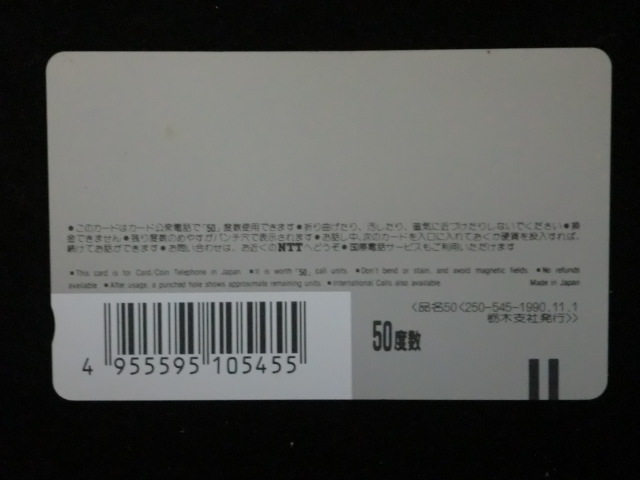 ●このカードはカード公衆電話で「50」度数使用できます●折り曲げたり、汚したり、磁気に近づけたりしないでください●換
金できません●残り度数のめやすがパンチ穴で表示されます●お話し中、次のカードを入口に入れておくか硬貨を投入すれば、
続けてお話ができます●お問い合わせは、お近くのNTTへどうぞ●国際電話サービスもご利用いただけます
●This card is for Card/Coin Telephone in Japan. ●It is worth「50」call units. ●Don't bend or stain, and avoid magnetic fields. ●No refunds
available. ●After usage, a punched hole shows approximate remaining units. ●International Calls also available. Made in Japan
〈品名50〈250-545-1990.11.1
栃木支社発行〉〉
50度数
4 955595 105455